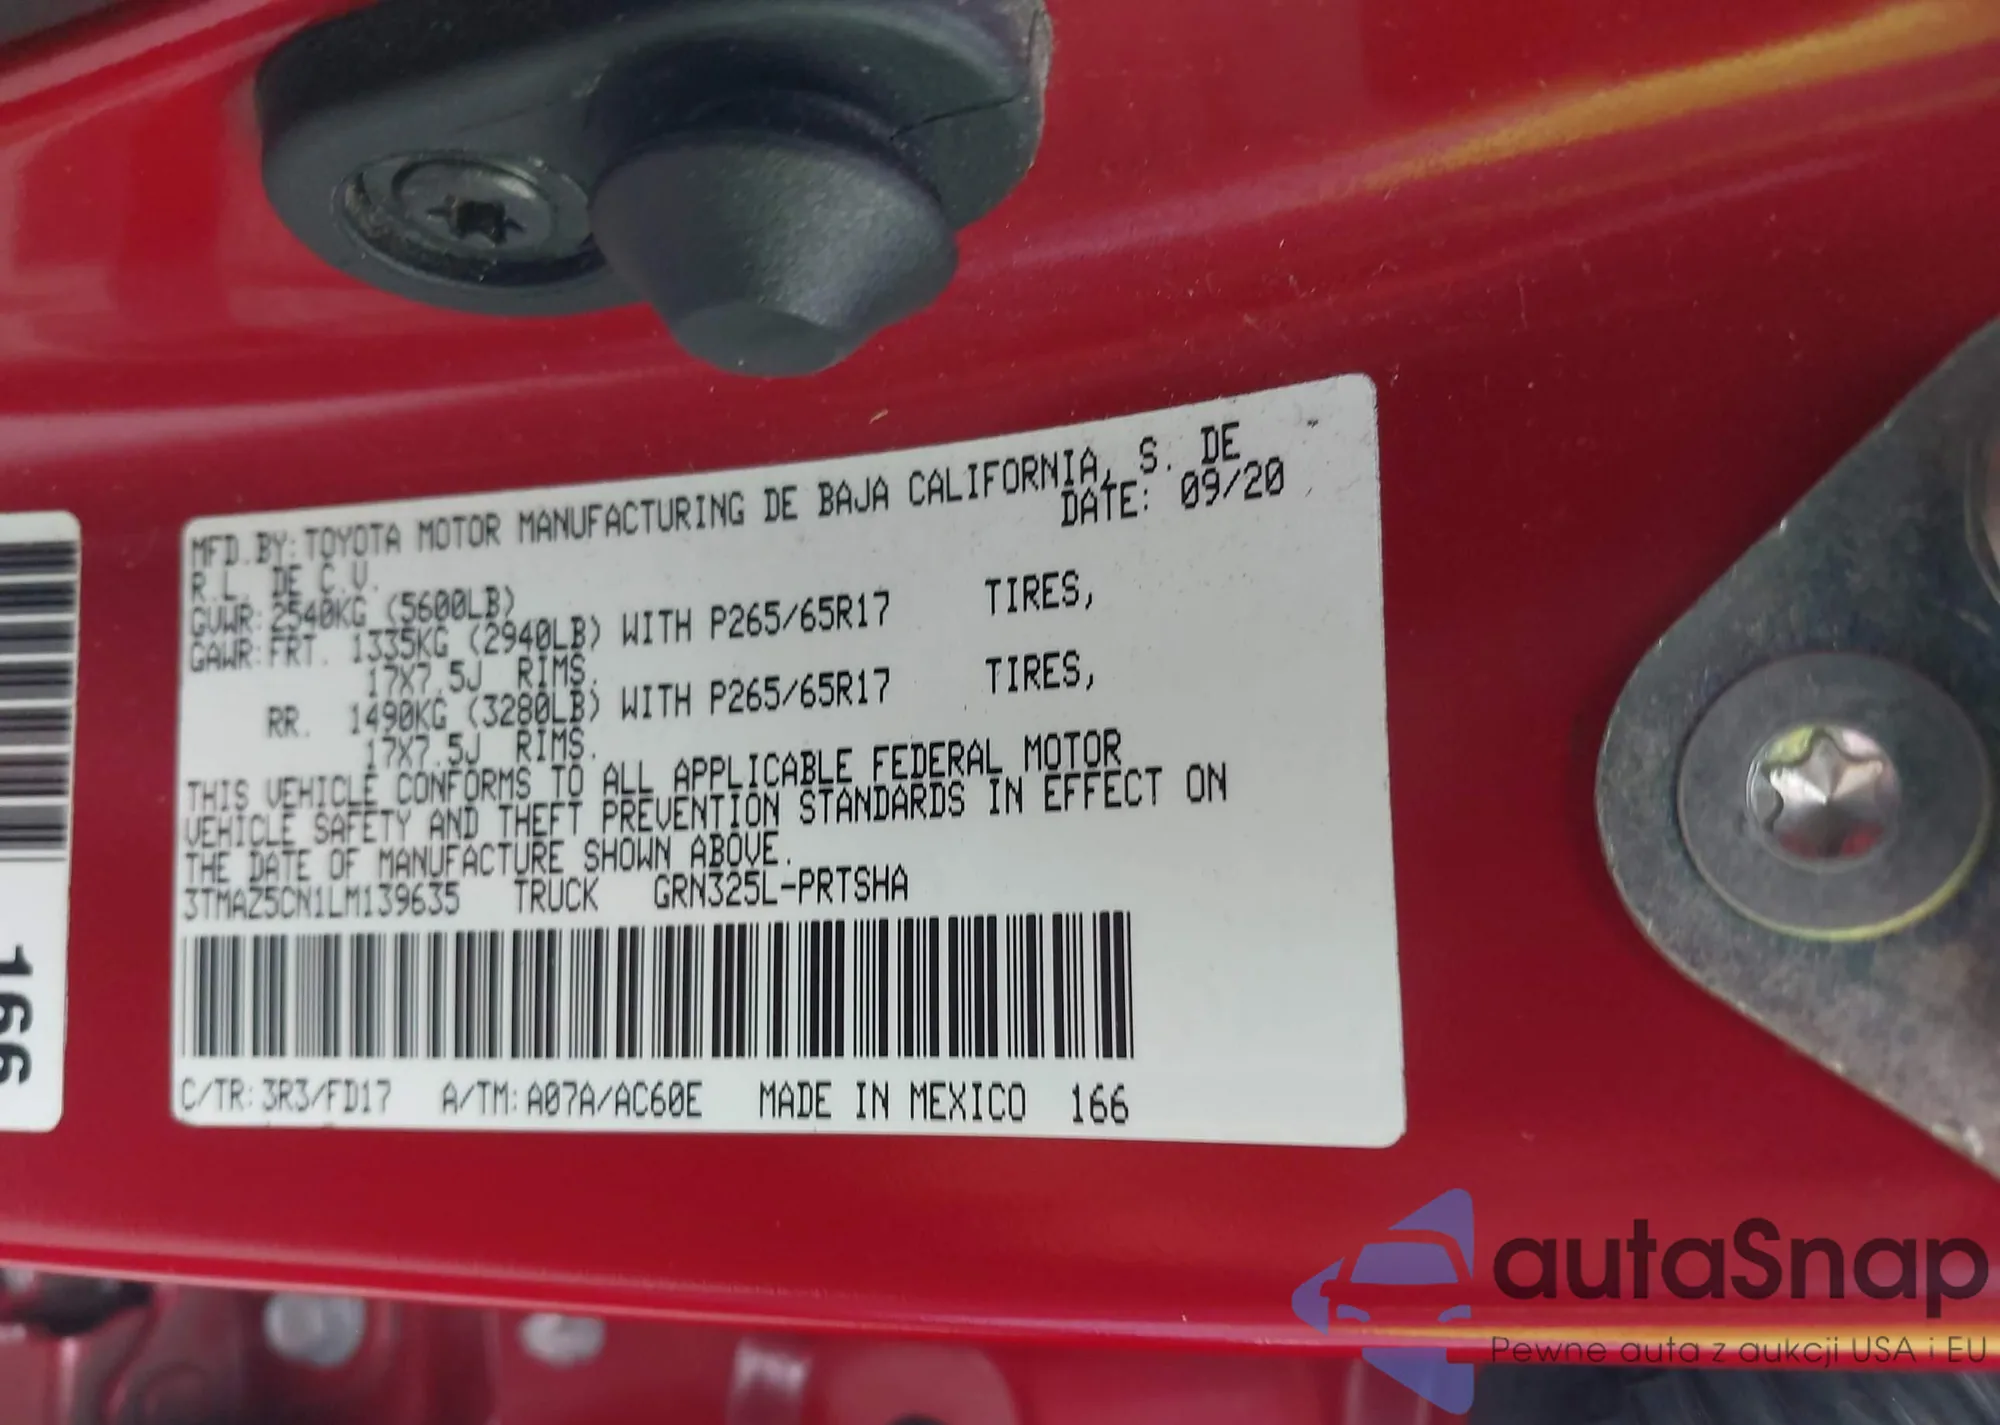 MFD.BY:TOYOTA MOTOR MANUFACTURING DE BAJA CALIFORNIA, S. DE
R.L. DE C.V. DATE: 09/20
GVWR:2540KG (5600LB)
GAWR:FRT. 1335KG (2940LB) WITH P265/65R17 TIRES,
17X7.5J RIMS.
RR. 1490KG (3280LB) WITH P265/65R17 TIRES,
17X7.5J RIMS.
THIS VEHICLE CONFORMS TO ALL APPLICABLE FEDERAL MOTOR
VEHICLE SAFETY AND THEFT PREVENTION STANDARDS IN EFFECT ON
THE DATE OF MANUFACTURE SHOWN ABOVE.
3TMAZ5CN1LM139635 TRUCK GRN325L-PRTSHA
C/TR:3R3/FD17 A/TM:A07A/AC60E MADE IN MEXICO 166
166
autaSnap
Pewne auta z aukcji USA i EU